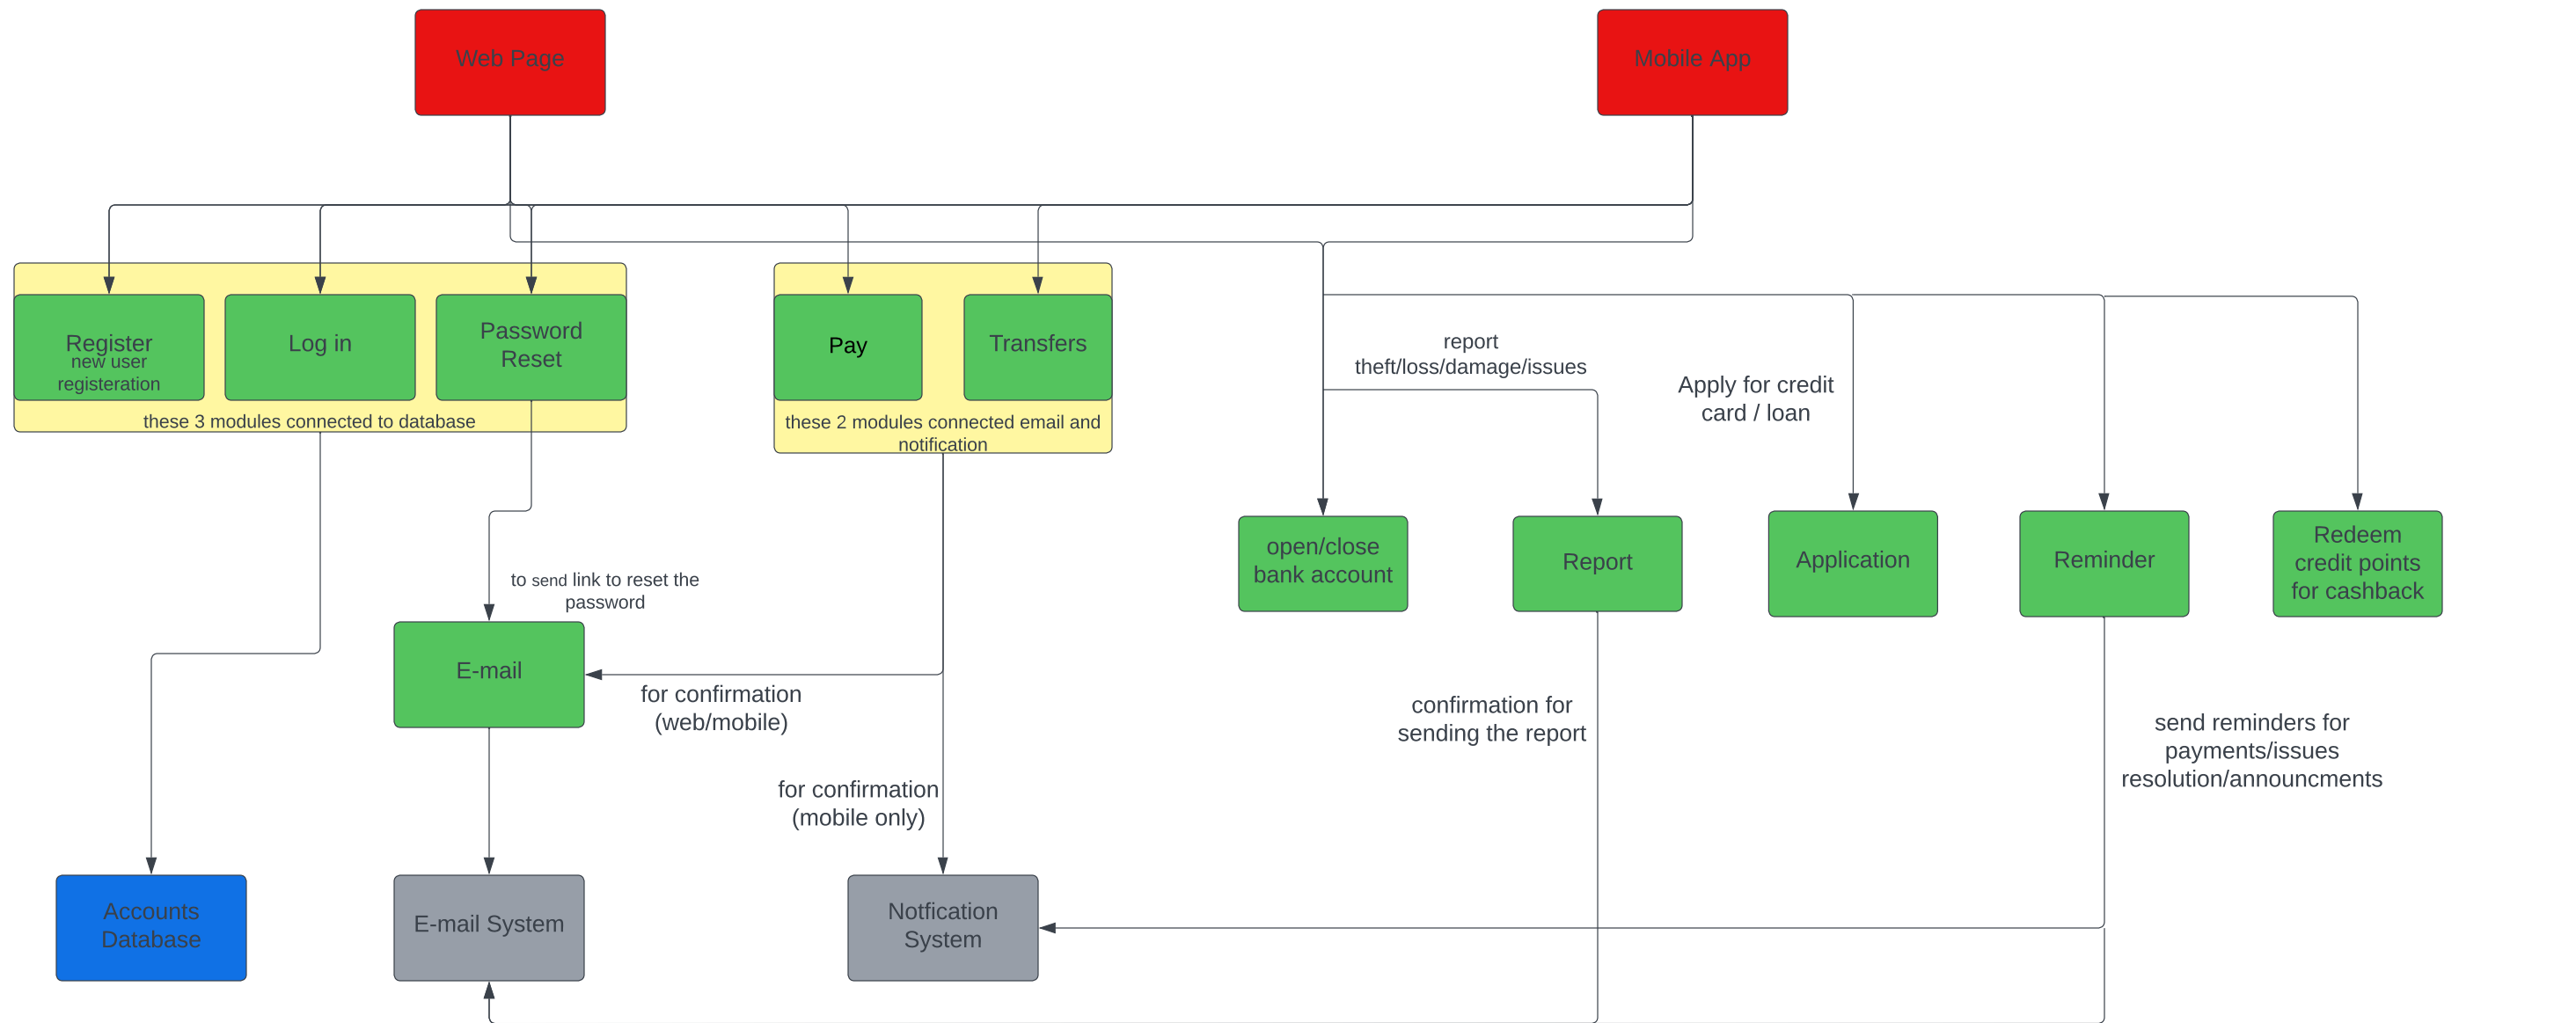 Web Page
Mobile App
Register
new user
registeration
Log in
Password
Reset
these 3 modules connected to database
Pay
Transfers
these 2 modules connected email and
notification
report
theft/loss/damage/issues
Apply for credit
card / loan
open/close
bank account
Report
Application
Reminder
Redeem
credit points
for cashback
to send link to reset the
password
E-mail
for confirmation
(web/mobile)
for confirmation
(mobile only)
confirmation for
sending the report
send reminders for
payments/issues
resolution/announcments
Accounts
Database
E-mail System
Notfication
System